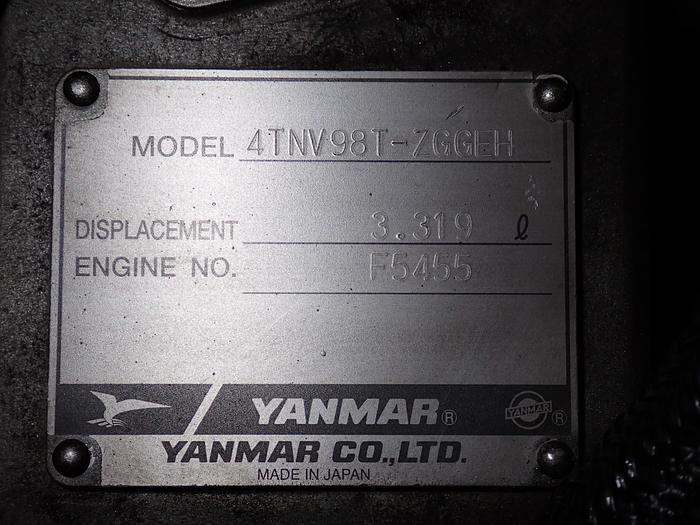 MODEL 4TNV98T-ZGGEH
DISPLACEMENT 3.319 ℓ
ENGINE NO. F5455
YANMAR® YANMAR ®
YANMAR CO.,LTD.
MADE IN JAPAN